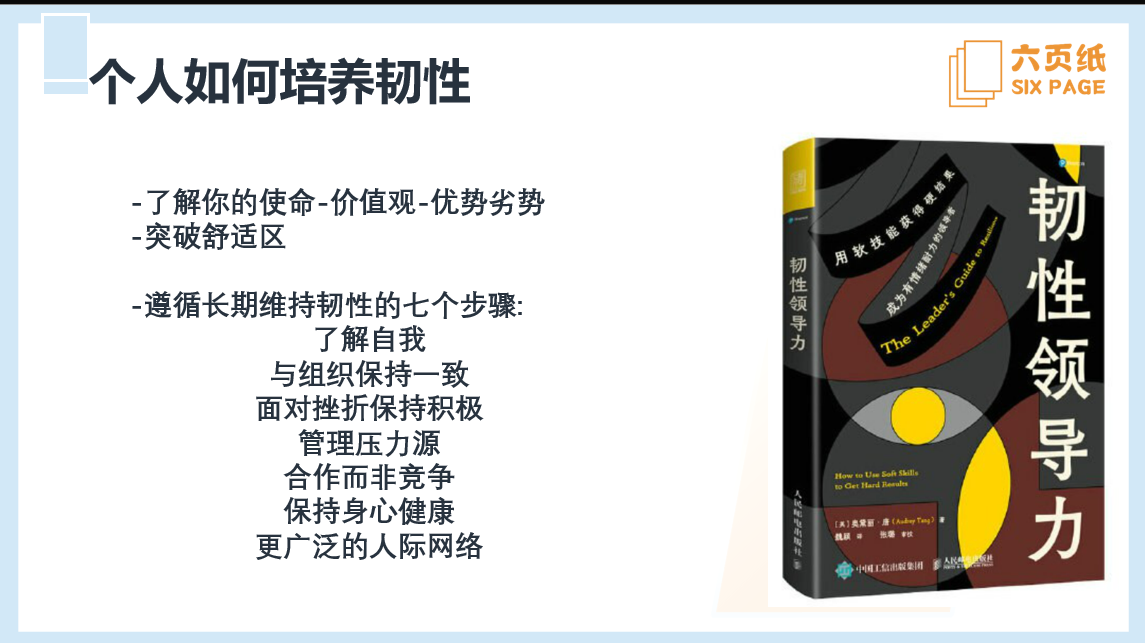 个人如何培养韧性
六页纸
SIX PAGE
-了解你的使命-价值观-优势劣势
-突破舒适区
-遵循长期维持韧性的七个步骤:
了解自我
与组织保持一致
面对挫折保持积极
管理压力源
合作而非竞争
保持身心健康
更广泛的人际网络
韧性领导力
人民邮电出版社
用软技能获得硬结果
成为有情绪耐力的领导者
The Leader's Guide to Resilience
韧性领导力
How to Use Soft Skills
to Get Hard Results
[英]奥黛丽·唐 (Audrey Tang) 著
魏颖 译 张珊 审校
中国工信出版集团
人民邮电出版社